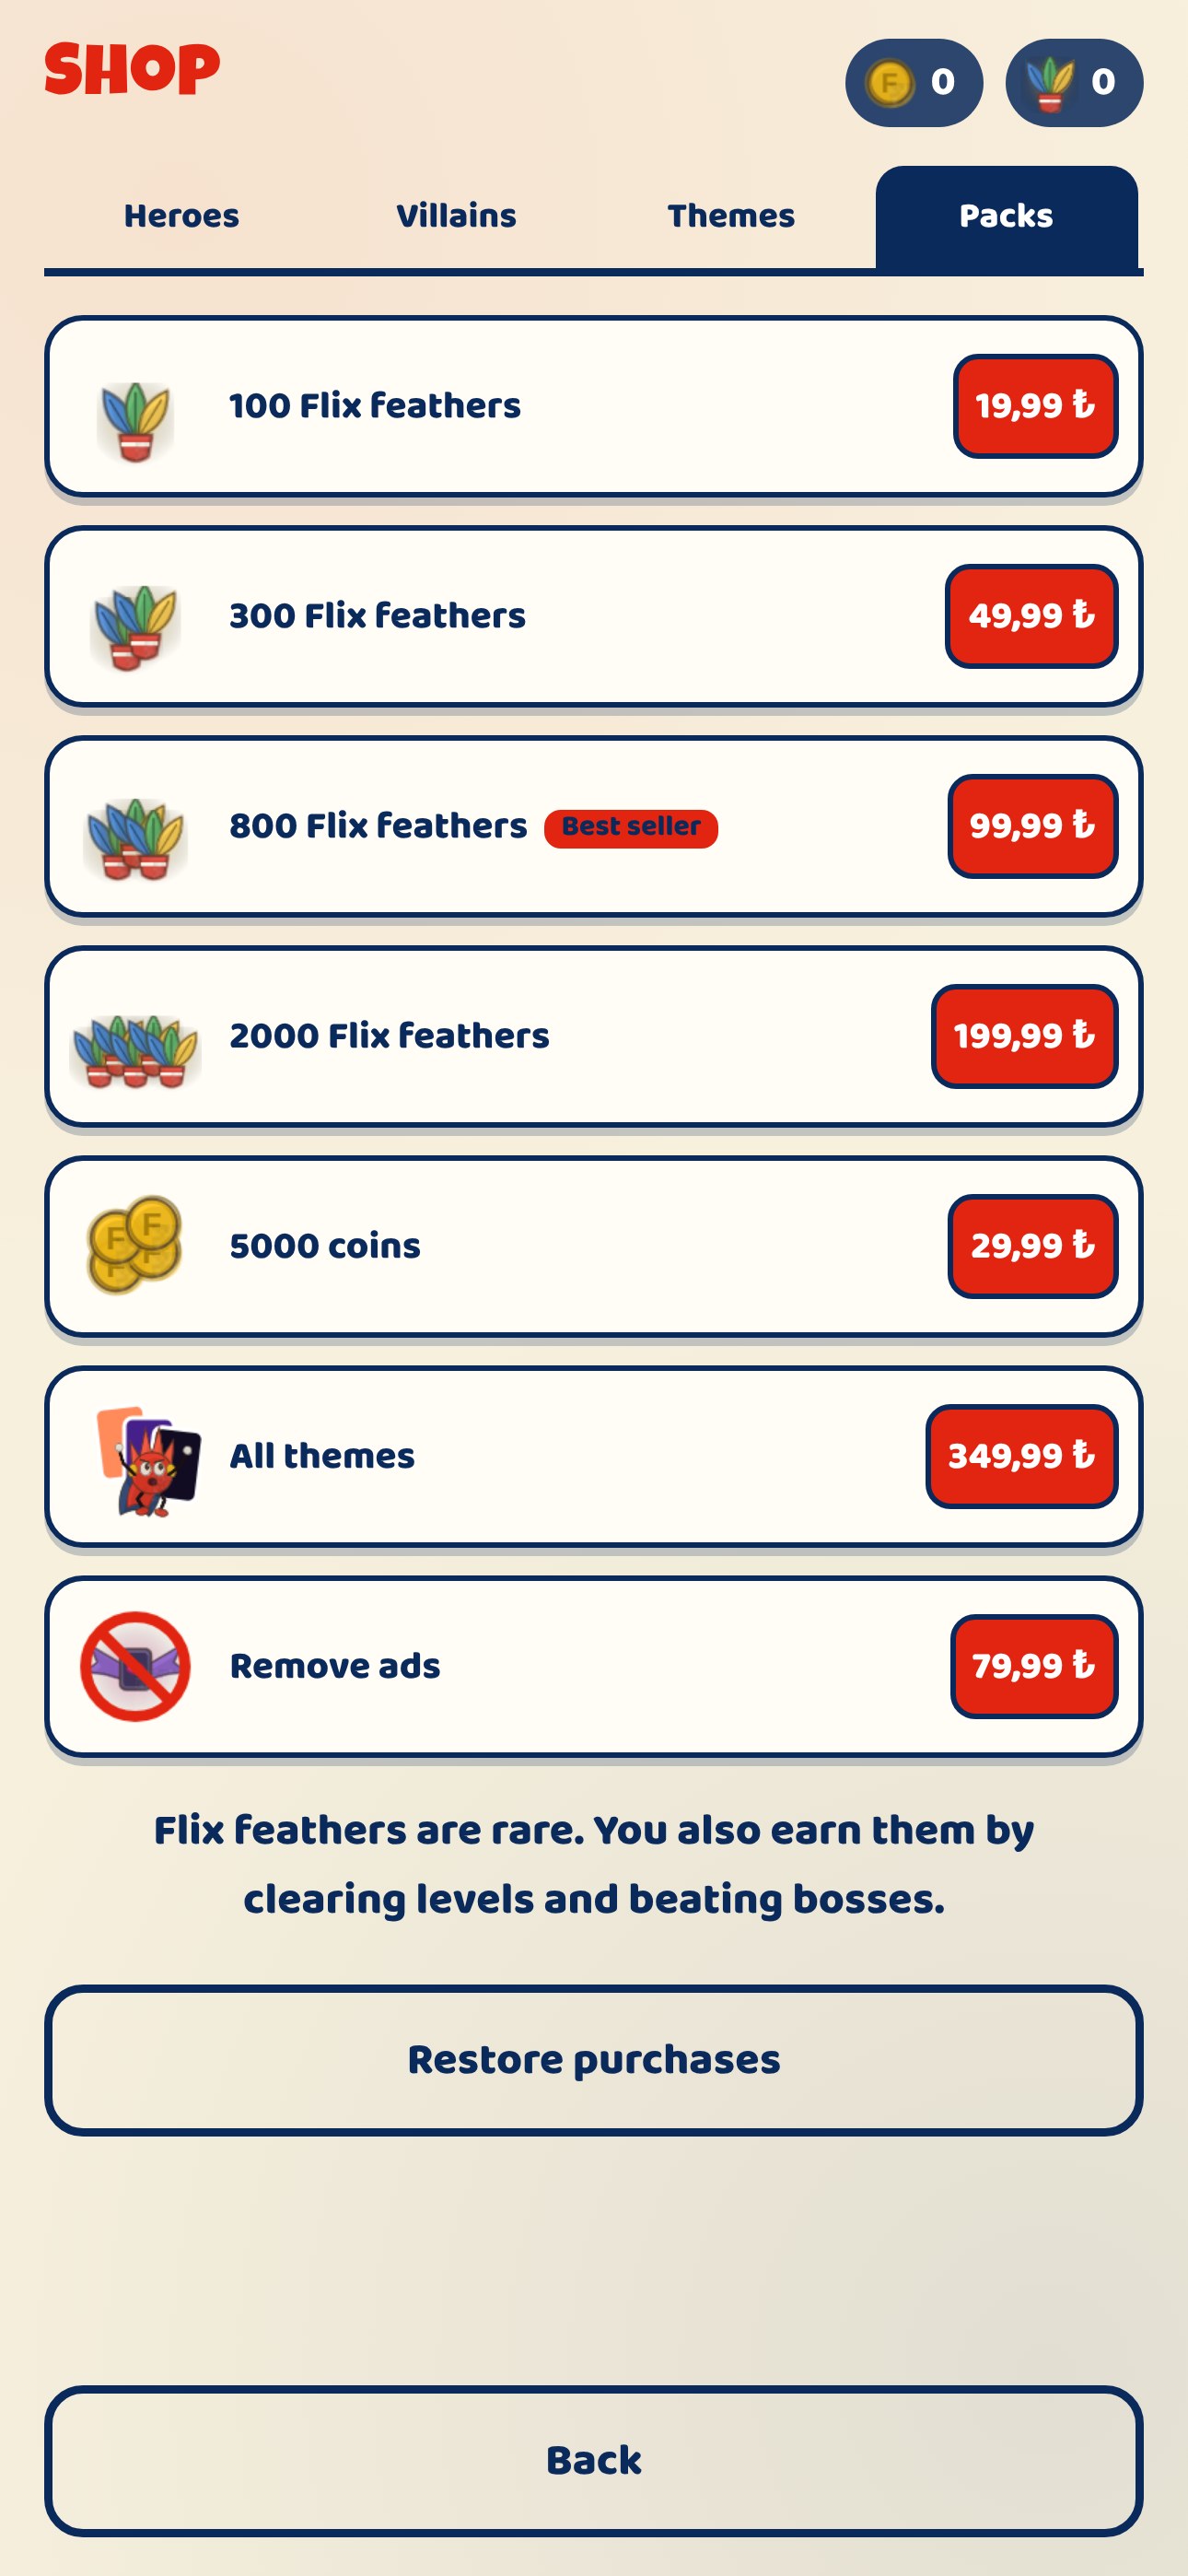 SHOP
F 0
0
Heroes Villains Themes Packs
100 Flix feathers 19,99 ₺
300 Flix feathers 49,99 ₺
800 Flix feathers Best seller 99,99 ₺
2000 Flix feathers 199,99 ₺
F F F F
5000 coins 29,99 ₺
All themes 349,99 ₺
Remove ads 79,99 ₺
Flix feathers are rare. You also earn them by
clearing levels and beating bosses.
Restore purchases
Back